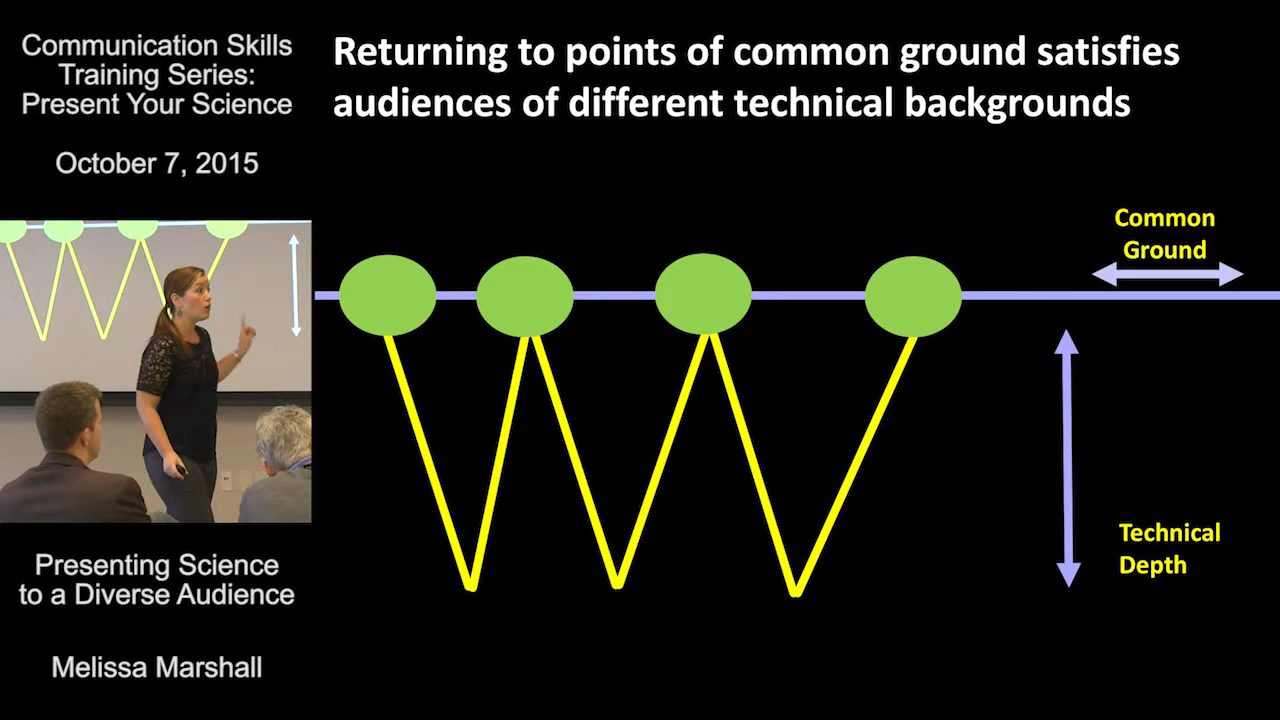 Communication Skills
Training Series:
Present Your Science
October 7, 2015
Returning to points of common ground satisfies
audiences of different technical backgrounds
Common
Ground
Technical
Depth
Presenting Science
to a Diverse Audience
Melissa Marshall